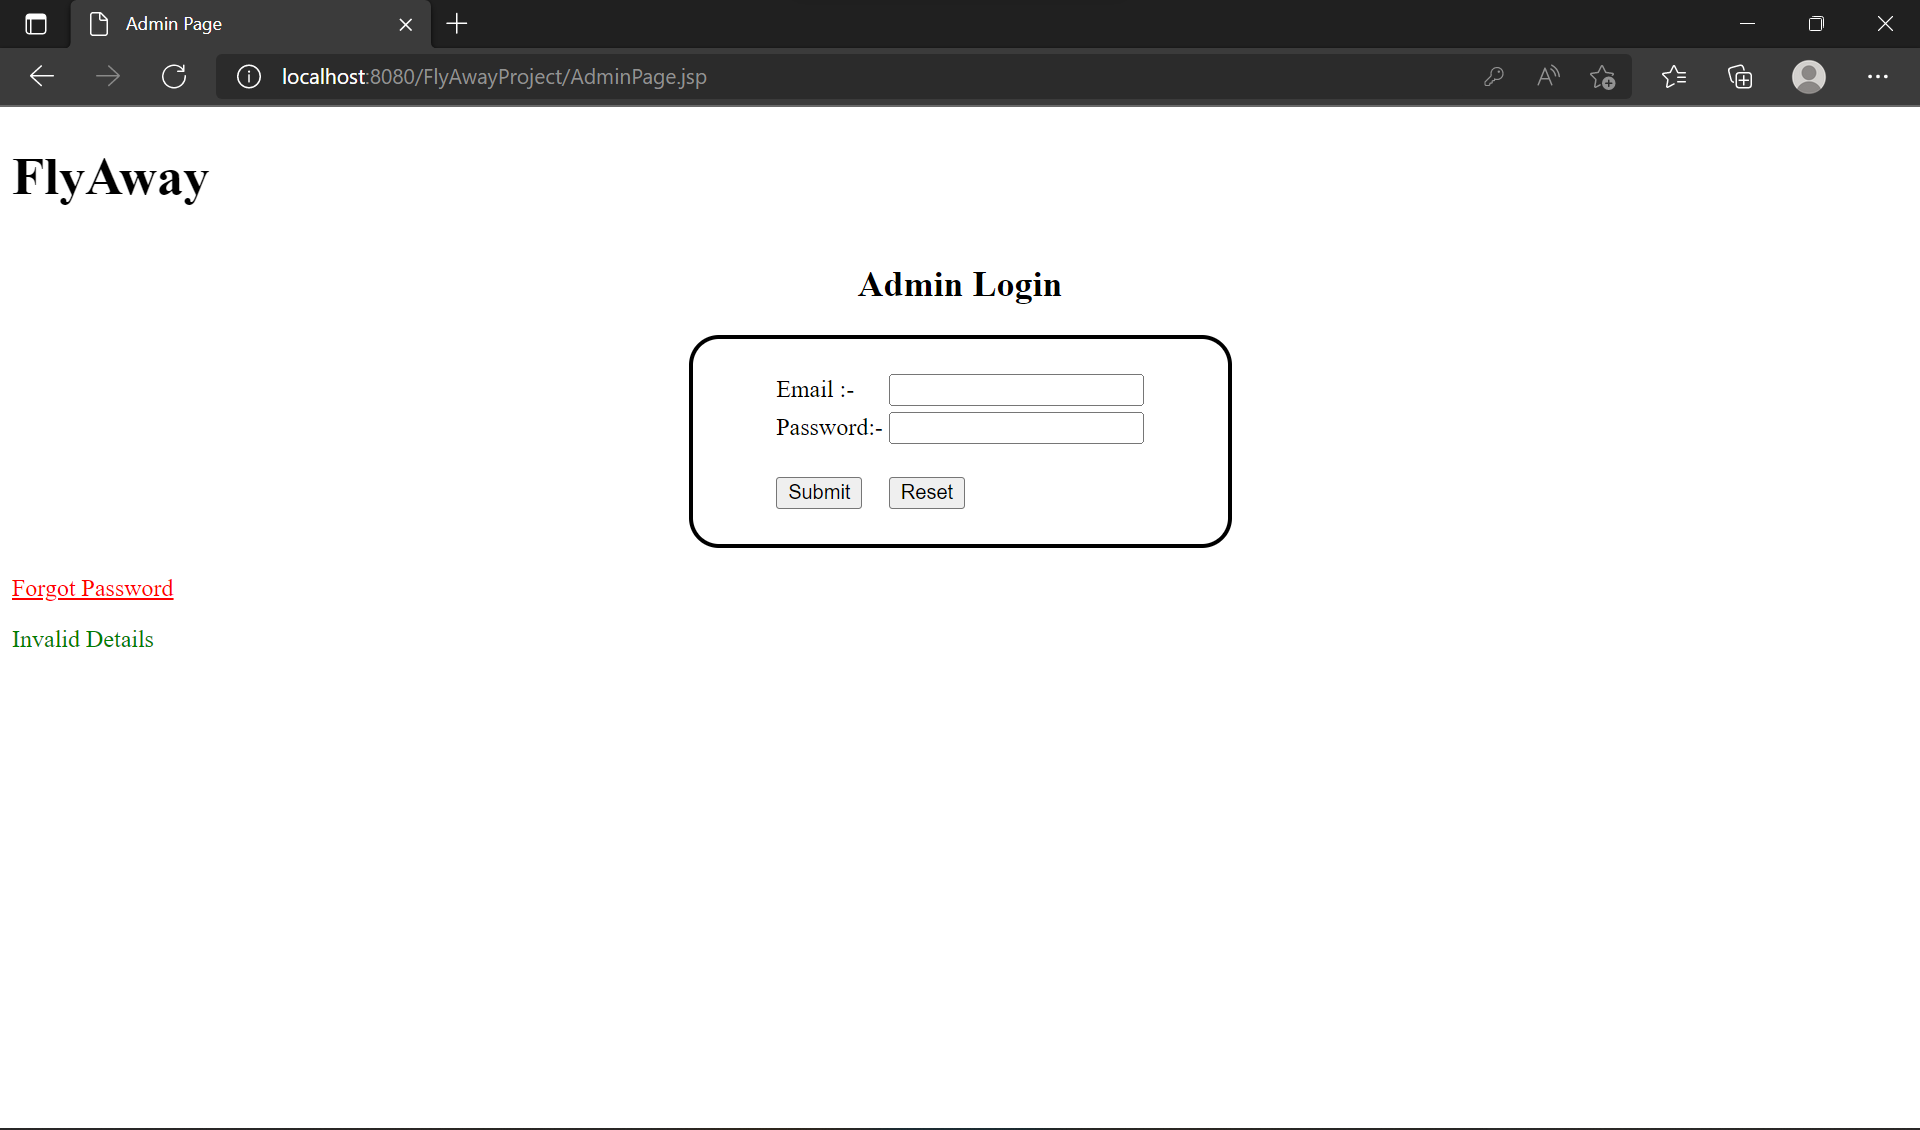 Admin Page
localhost:8080/FlyAwayProject/AdminPage.jsp
FlyAway
Admin Login
Email :-
Password:-
Submit Reset
Forgot Password
Invalid Details